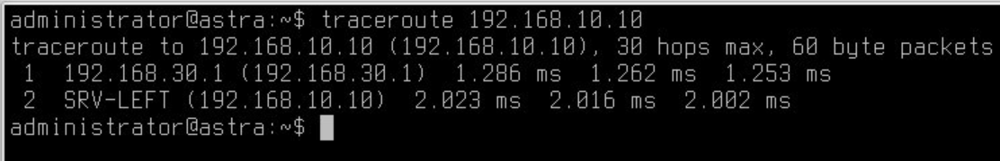 administrator@astra:~$ traceroute 192.168.10.10
traceroute to 192.168.10.10 (192.168.10.10), 30 hops max, 60 byte packets
 1  192.168.30.1 (192.168.30.1)  1.286 ms  1.262 ms  1.253 ms
 2  SRV-LEFT (192.168.10.10)  2.023 ms  2.016 ms  2.002 ms
administrator@astra:~$